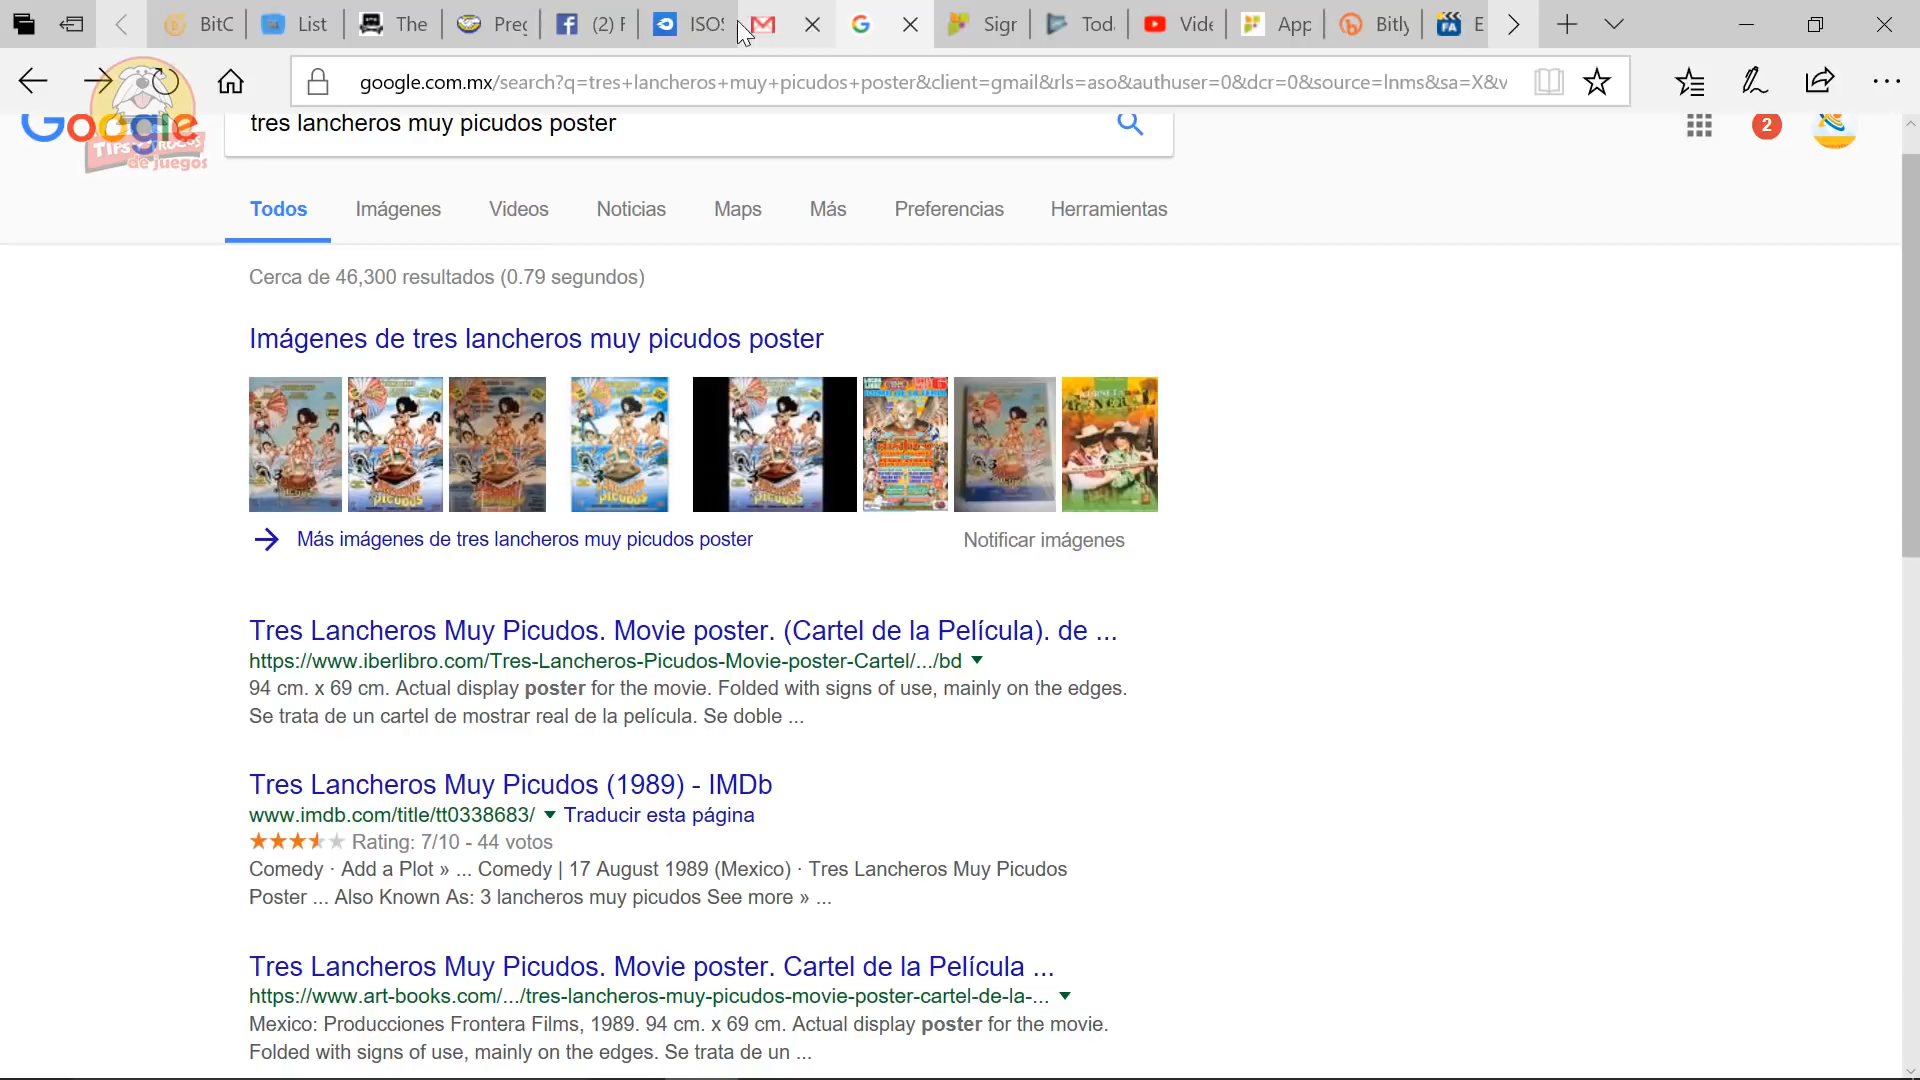 BitC
List
The
Preg
(2) F
ISOS
Sigr
Tod
Vide
App
Bitly
E
google.com.mx/search?q=tres+lancheros+muy+picudos+poster&client=gmail&rls=aso&authuser=0&dcr=0&source=lnms&sa=X&v
Google
TIPS Y TRUCOS
de juegos
tres lancheros muy picudos poster
2
Todos
Imágenes
Videos
Noticias
Maps
Más
Preferencias
Herramientas
Cerca de 46,300 resultados (0.79 segundos)
Imágenes de tres lancheros muy picudos poster
Más imágenes de tres lancheros muy picudos poster
Notificar imágenes
Tres Lancheros Muy Picudos. Movie poster. (Cartel de la Película). de ...
https://www.iberlibro.com/Tres-Lancheros-Picudos-Movie-poster-Cartel/.../bd
94 cm. x 69 cm. Actual display poster for the movie. Folded with signs of use, mainly on the edges.
Se trata de un cartel de mostrar real de la película. Se doble ...
Tres Lancheros Muy Picudos (1989) - IMDb
www.imdb.com/title/tt0338683/ Traducir esta página
Rating: 7/10 - 44 votos
Comedy · Add a Plot » ... Comedy | 17 August 1989 (Mexico) · Tres Lancheros Muy Picudos
Poster ... Also Known As: 3 lancheros muy picudos See more » ...
Tres Lancheros Muy Picudos. Movie poster. Cartel de la Película ...
https://www.art-books.com/.../tres-lancheros-muy-picudos-movie-poster-cartel-de-la-...
Mexico: Producciones Frontera Films, 1989. 94 cm. x 69 cm. Actual display poster for the movie.
Folded with signs of use, mainly on the edges. Se trata de un ...